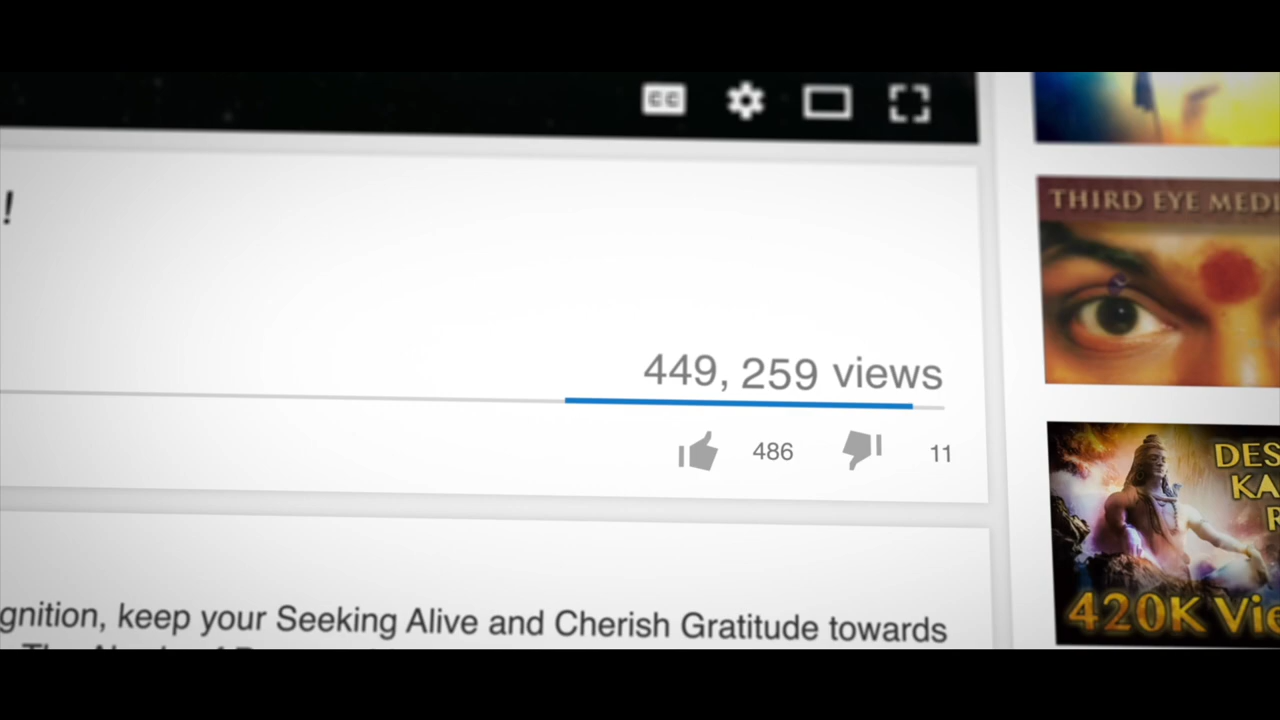 CC
!
THIRD EYE MEDI
449, 259 views
486
11
DES
KA
420K Vie
gnition, keep your Seeking Alive and Cherish Gratitude towards